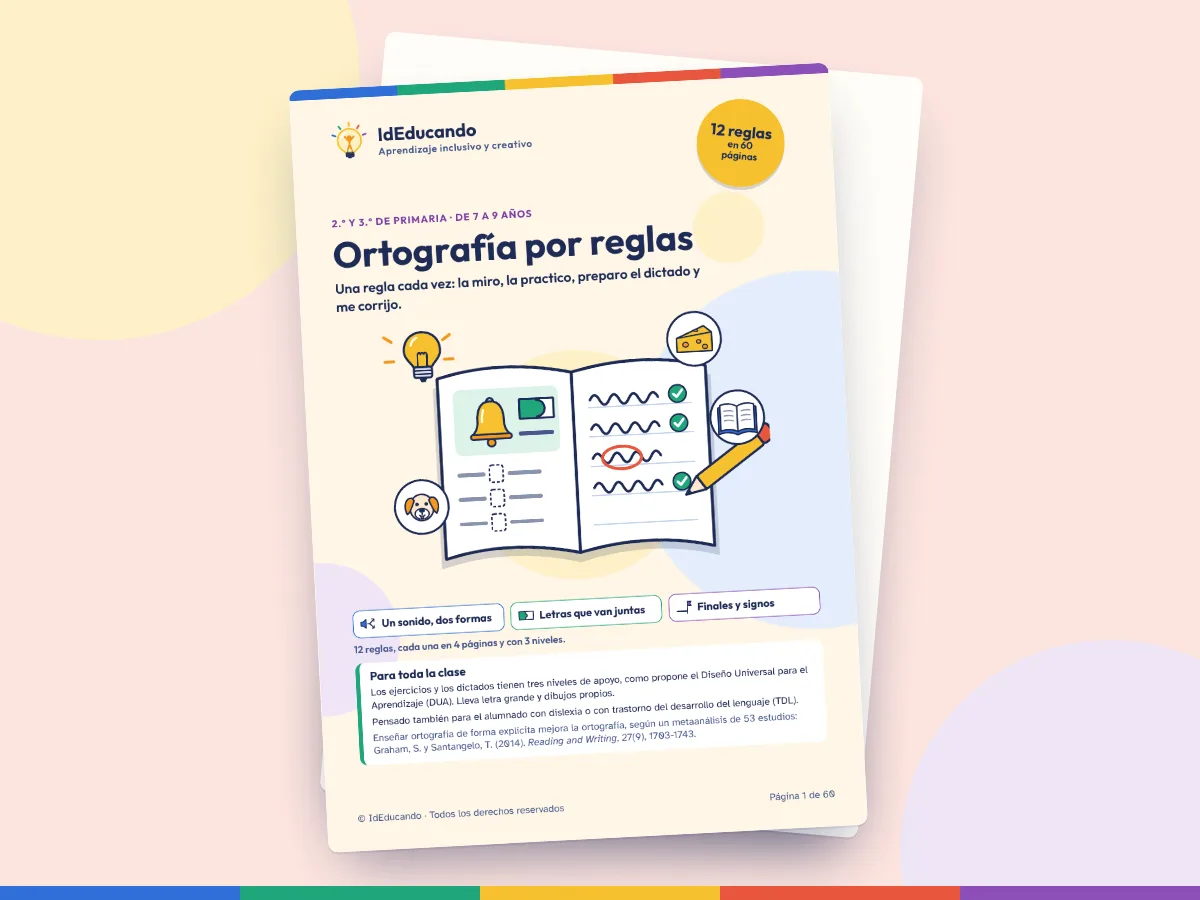 IdEducando
Aprendizaje inclusivo y creativo
12 reglas
en 60
páginas
2.º Y 3.º DE PRIMARIA · DE 7 A 9 AÑOS
Ortografía por reglas
Una regla cada vez: la miro, la practico, preparo el dictado y
me corrijo.
Un sonido, dos formas
Letras que van juntas
Finales y signos
12 reglas, cada una en 4 páginas y con 3 niveles.
Para toda la clase
Los ejercicios y los dictados tienen tres niveles de apoyo, como propone el Diseño Universal para el
Aprendizaje (DUA). Lleva letra grande y dibujos propios.
Pensado también para el alumnado con dislexia o con trastorno del desarrollo del lenguaje (TDL).
Enseñar ortografía de forma explícita mejora la ortografía, según un metaanálisis de 53 estudios:
Graham, S. y Santangelo, T. (2014). Reading and Writing, 27(9), 1703-1743.
© IdEducando · Todos los derechos reservados
Página 1 de 60